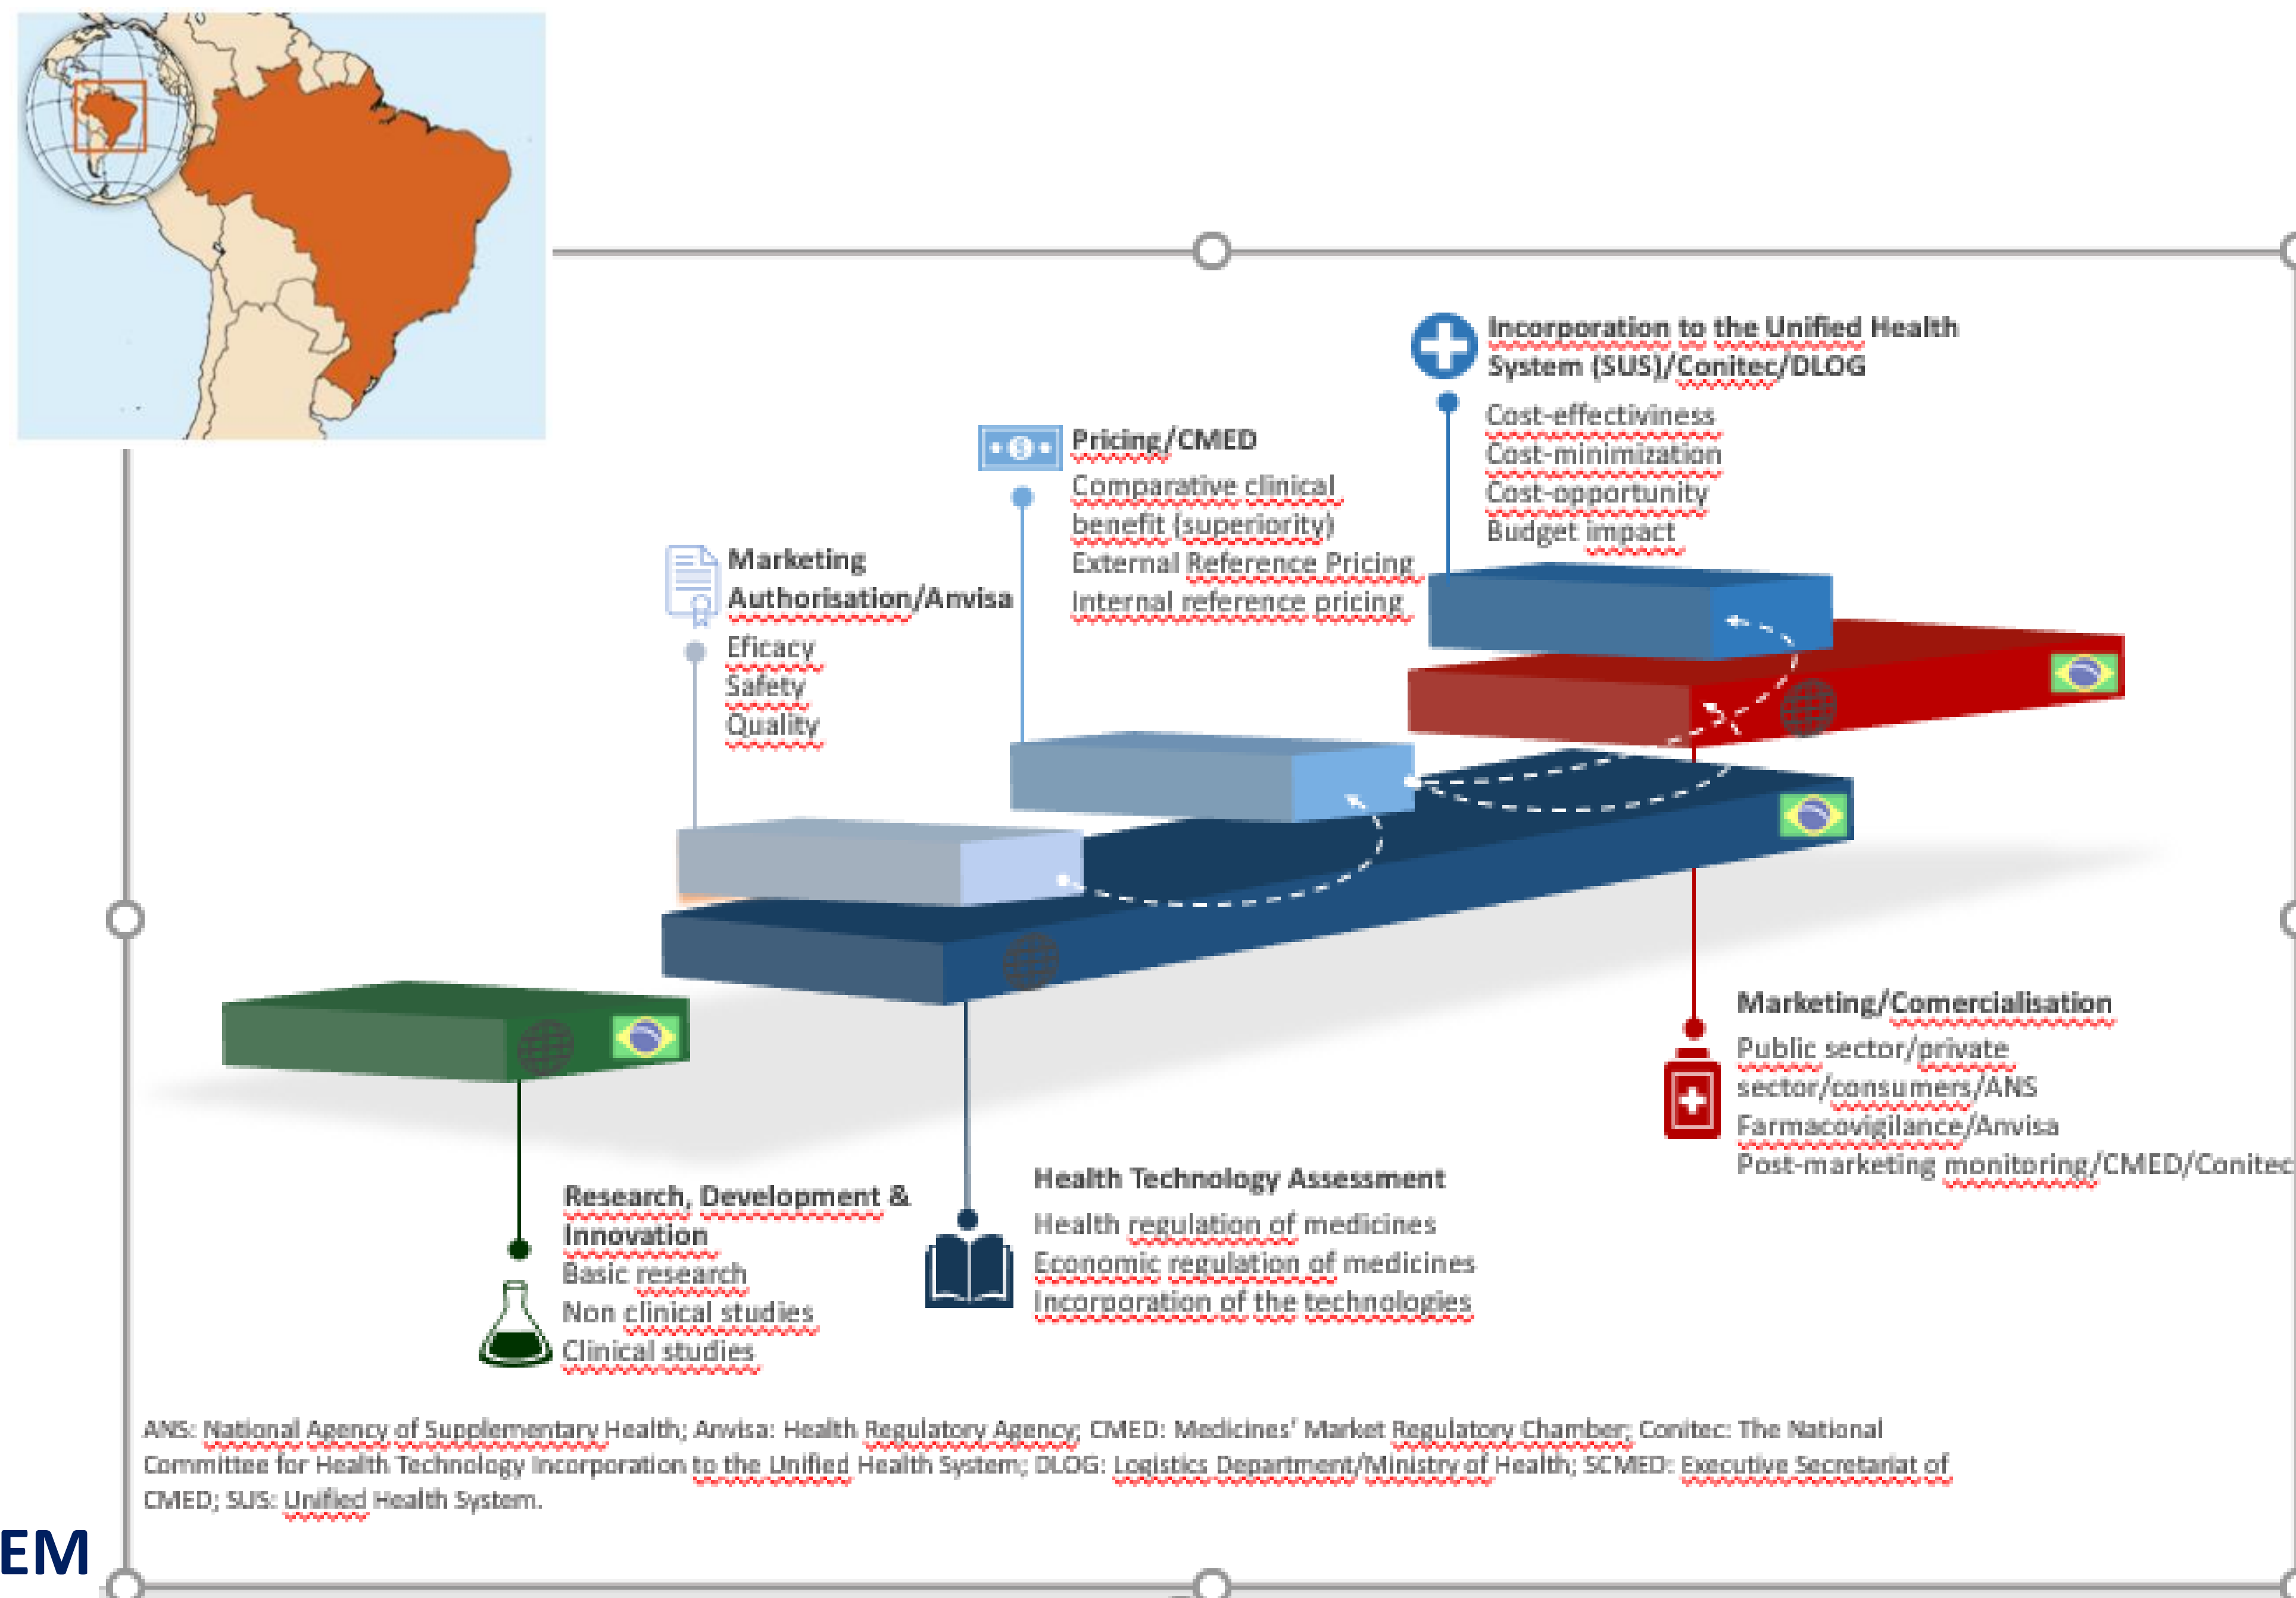 Incorporation to the Unified Health
System (SUS)/Conitec/DLOG
Cost-effectiviness
Cost-minimization
Cost-opportunity
Budget impact
Pricing/CMED
Comparative clinical
benefit (superiority)
External Reference Pricing
Internal reference pricing
Marketing
Authorisation/Anvisa
Eficacy
Safety
Quality
Marketing/Comercialisation
Public sector/private
sector/consumers/ANS
Farmacovigilance/Anvisa
Post-marketing monitoring/CMED/Conitec
Health Technology Assessment
Health regulation of medicines
Economic regulation of medicines
Incorporation of the technologies
Research, Development &
Innovation
Basic research
Non clinical studies
Clinical studies
ANS: National Agency of Supplementary Health; Anvisa: Health Regulatory Agency; CMED: Medicines' Market Regulatory Chamber; Conitec: The National
Committee for Health Technology Incorporation to the Unified Health System; DLOG: Logistics Department/Ministry of Health; SCMED: Executive Secretariat of
CMED; SUS: Unified Health System.
EM